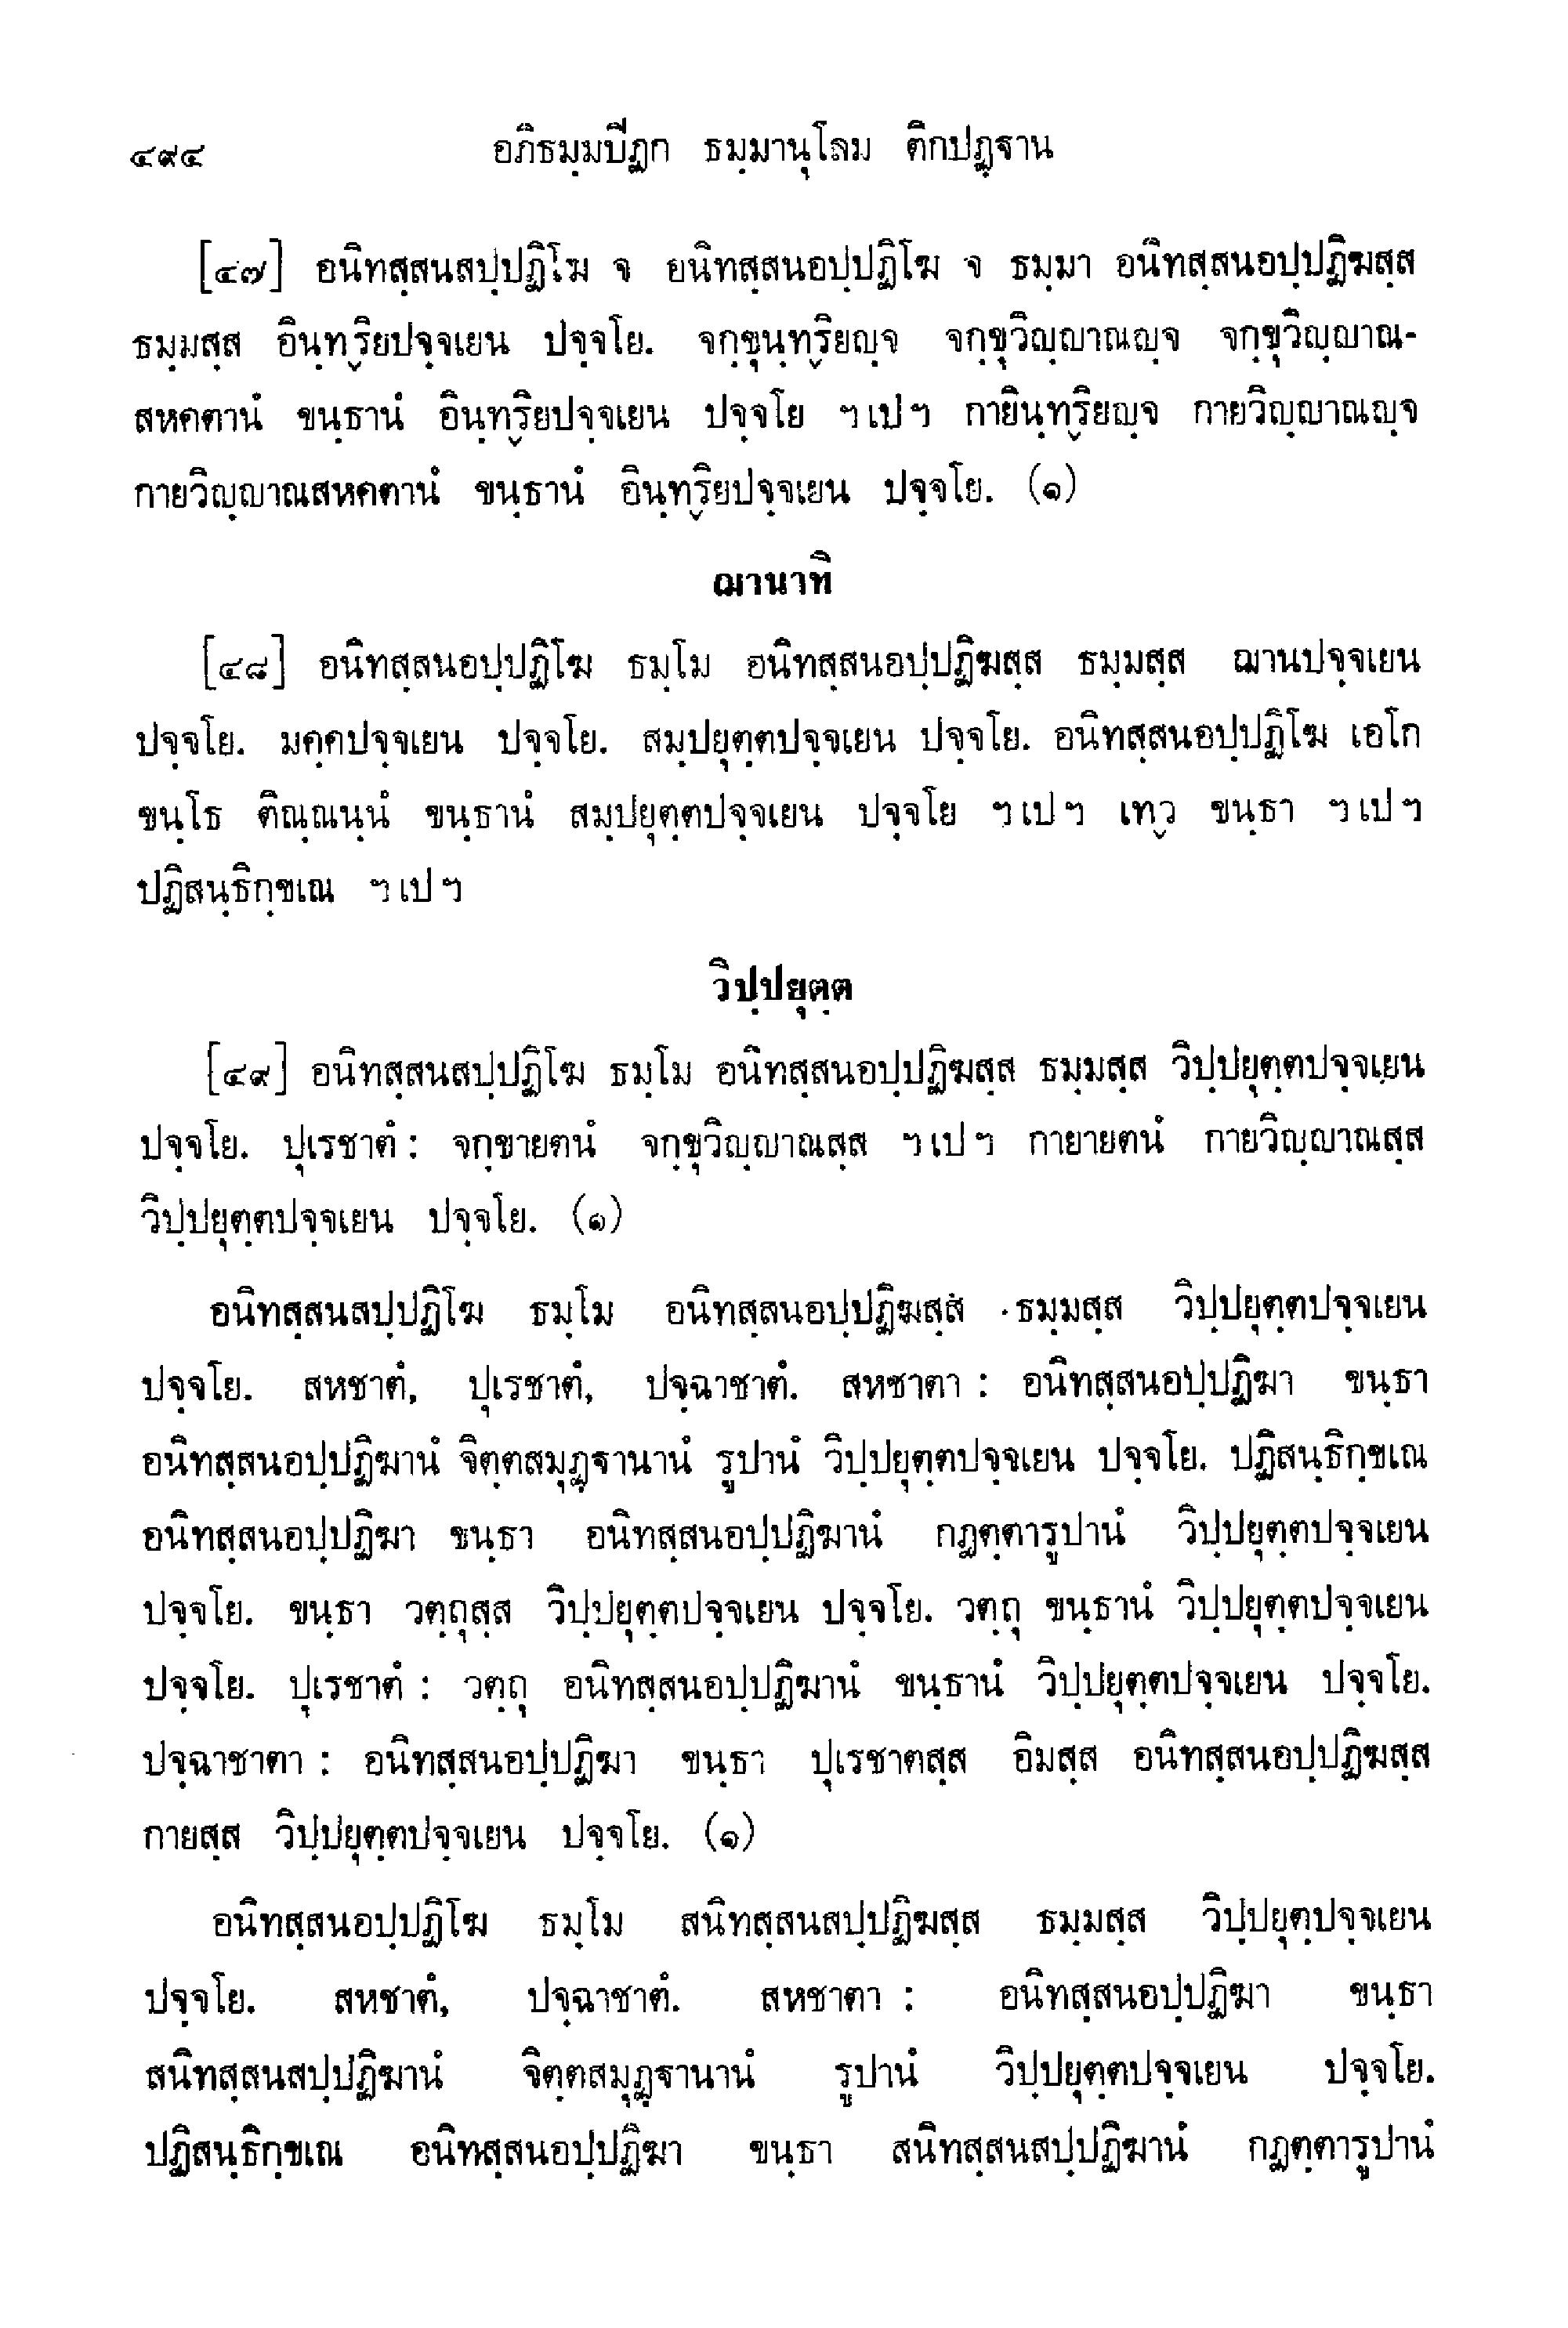 ๔๙๔ อภิธมฺมปีฏก ธมฺมานุโลม ติกปฏฺฐาน
[๔๗] อนิทสฺสนสปฺปฏิโฆ จ อนิทสฺสนอปฺปฏิโฆ จ ธมฺมา อนิทสฺสนอปฺปฏิฆสฺส
ธมฺมสฺส อินฺทฺริยปจฺจเยน ปจฺจโย. จกฺขุนฺทฺริยญฺจ จกฺขุวิญฺญาณญฺจ จกฺขุวิญฺญาณ-
สหคตานํ ขนฺธานํ อินฺทฺริยปจฺจเยน ปจฺจโย ฯเปฯ กายินฺทฺริยญฺจ กายวิญฺญาณญฺจ
กายวิญฺญาณสหคตานํ ขนฺธานํ อินฺทฺริยปจฺจเยน ปจฺจโย. (๑)
ฌานาทิ
[๔๘] อนิทสฺสนอปฺปฏิโฆ ธมฺโม อนิทสฺสนอปฺปฏิฆสฺส ธมฺมสฺส ฌานปจฺจเยน
ปจฺจโย. มคฺคปจฺจเยน ปจฺจโย. สมฺปยุตฺตปจฺจเยน ปจฺจโย. อนิทสฺสนอปฺปฏิโฆ เอโก
ขนฺโธ ติณฺณนฺนํ ขนฺธานํ สมฺปยุตฺตปจฺจเยน ปจฺจโย ฯเปฯ เทฺว ขนฺธา ฯเปฯ
ปฏิสนฺธิกฺขเณ ฯเปฯ
วิปฺปยุตฺต
[๔๙] อนิทสฺสนสปฺปฏิโฆ ธมฺโม อนิทสฺสนอปฺปฏิฆสฺส ธมฺมสฺส วิปฺปยุตฺตปจฺจเยน
ปจฺจโย. ปุเรชาตํ : จกฺขายตนํ จกฺขุวิญฺญาณสฺส ฯเปฯ กายายตนํ กายวิญฺญาณสฺส
วิปฺปยุตฺตปจฺจเยน ปจฺจโย. (๑)
อนิทสฺสนสปฺปฏิโฆ ธมฺโม อนิทสฺสนอปฺปฏิฆสฺส ธมฺมสฺส วิปฺปยุตฺตปจฺจเยน
ปจฺจโย. สหชาตํ, ปุเรชาตํ, ปจฺฉาชาตํ. สหชาตา : อนิทสฺสนอปฺปฏิฆา ขนฺธา
อนิทสฺสนอปฺปฏิฆานํ จิตฺตสมุฏฺฐานานํ รูปานํ วิปฺปยุตฺตปจฺจเยน ปจฺจโย. ปฏิสนฺธิกฺขเณ
อนิทสฺสนอปฺปฏิฆา ขนฺธา อนิทสฺสนอปฺปฏิฆานํ กฏตฺตารูปานํ วิปฺปยุตฺตปจฺจเยน
ปจฺจโย. ขนฺธา วตฺถุสฺส วิปฺปยุตฺตปจฺจเยน ปจฺจโย. วตฺถุ ขนฺธานํ วิปฺปยุตฺตปจฺจเยน
ปจฺจโย. ปุเรชาตํ : วตฺถุ อนิทสฺสนอปฺปฏิฆานํ ขนฺธานํ วิปฺปยุตฺตปจฺจเยน ปจฺจโย.
ปจฺฉาชาตา : อนิทสฺสนอปฺปฏิฆา ขนฺธา ปุเรชาตสฺส อิมสฺส อนิทสฺสนอปฺปฏิฆสฺส
กายสฺส วิปฺปยุตฺตปจฺจเยน ปจฺจโย. (๑)
อนิทสฺสนอปฺปฏิโฆ ธมฺโม สนิทสฺสนสปฺปฏิฆสฺส ธมฺมสฺส วิปฺปยุตฺปจฺจเยน
ปจฺจโย. สหชาตํ, ปจฺฉาชาตํ. สหชาตา : อนิทสฺสนอปฺปฏิฆา ขนฺธา
สนิทสฺสนสปฺปฏิฆานํ จิตฺตสมุฏฺฐานานํ รูปานํ วิปฺปยุตฺตปจฺจเยน ปจฺจโย.
ปฏิสนฺธิกฺขเณ อนิทสฺสนอปฺปฏิฆา ขนฺธา สนิทสฺสนสปฺปฏิฆานํ กฏตฺตารูปานํ